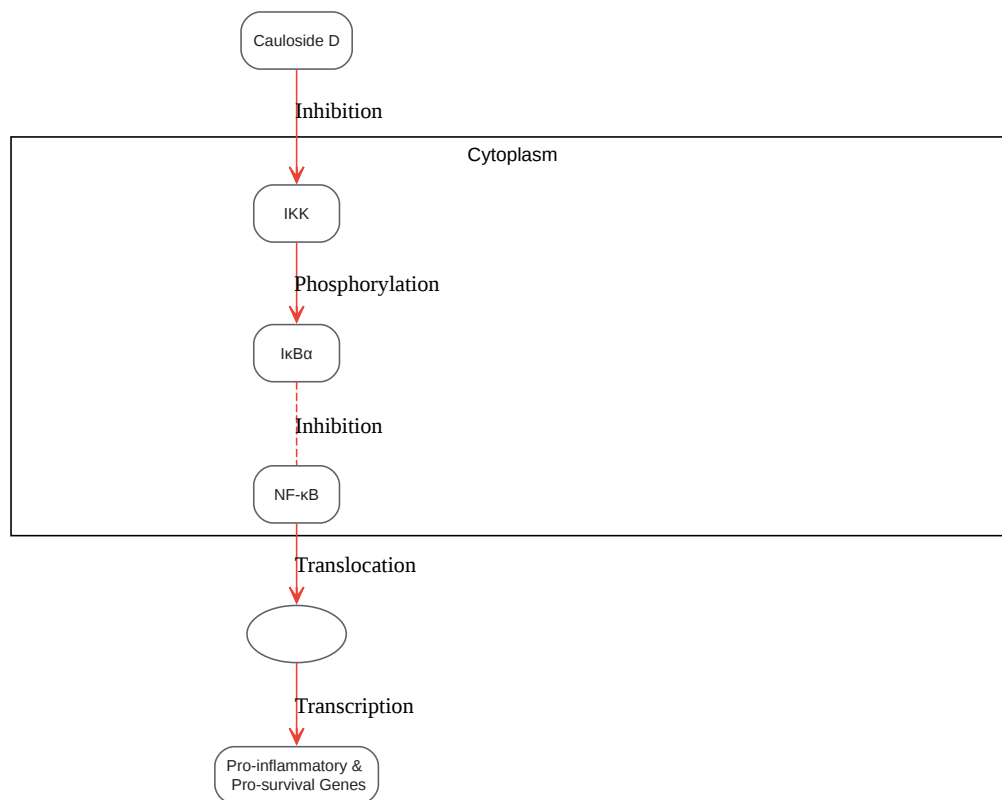 Cauloside D
Inhibition
Cytoplasm
IKK
Phosphorylation
IκBα
Inhibition
NF-κB
Translocation
Transcription
Pro-inflammatory &
Pro-survival Genes